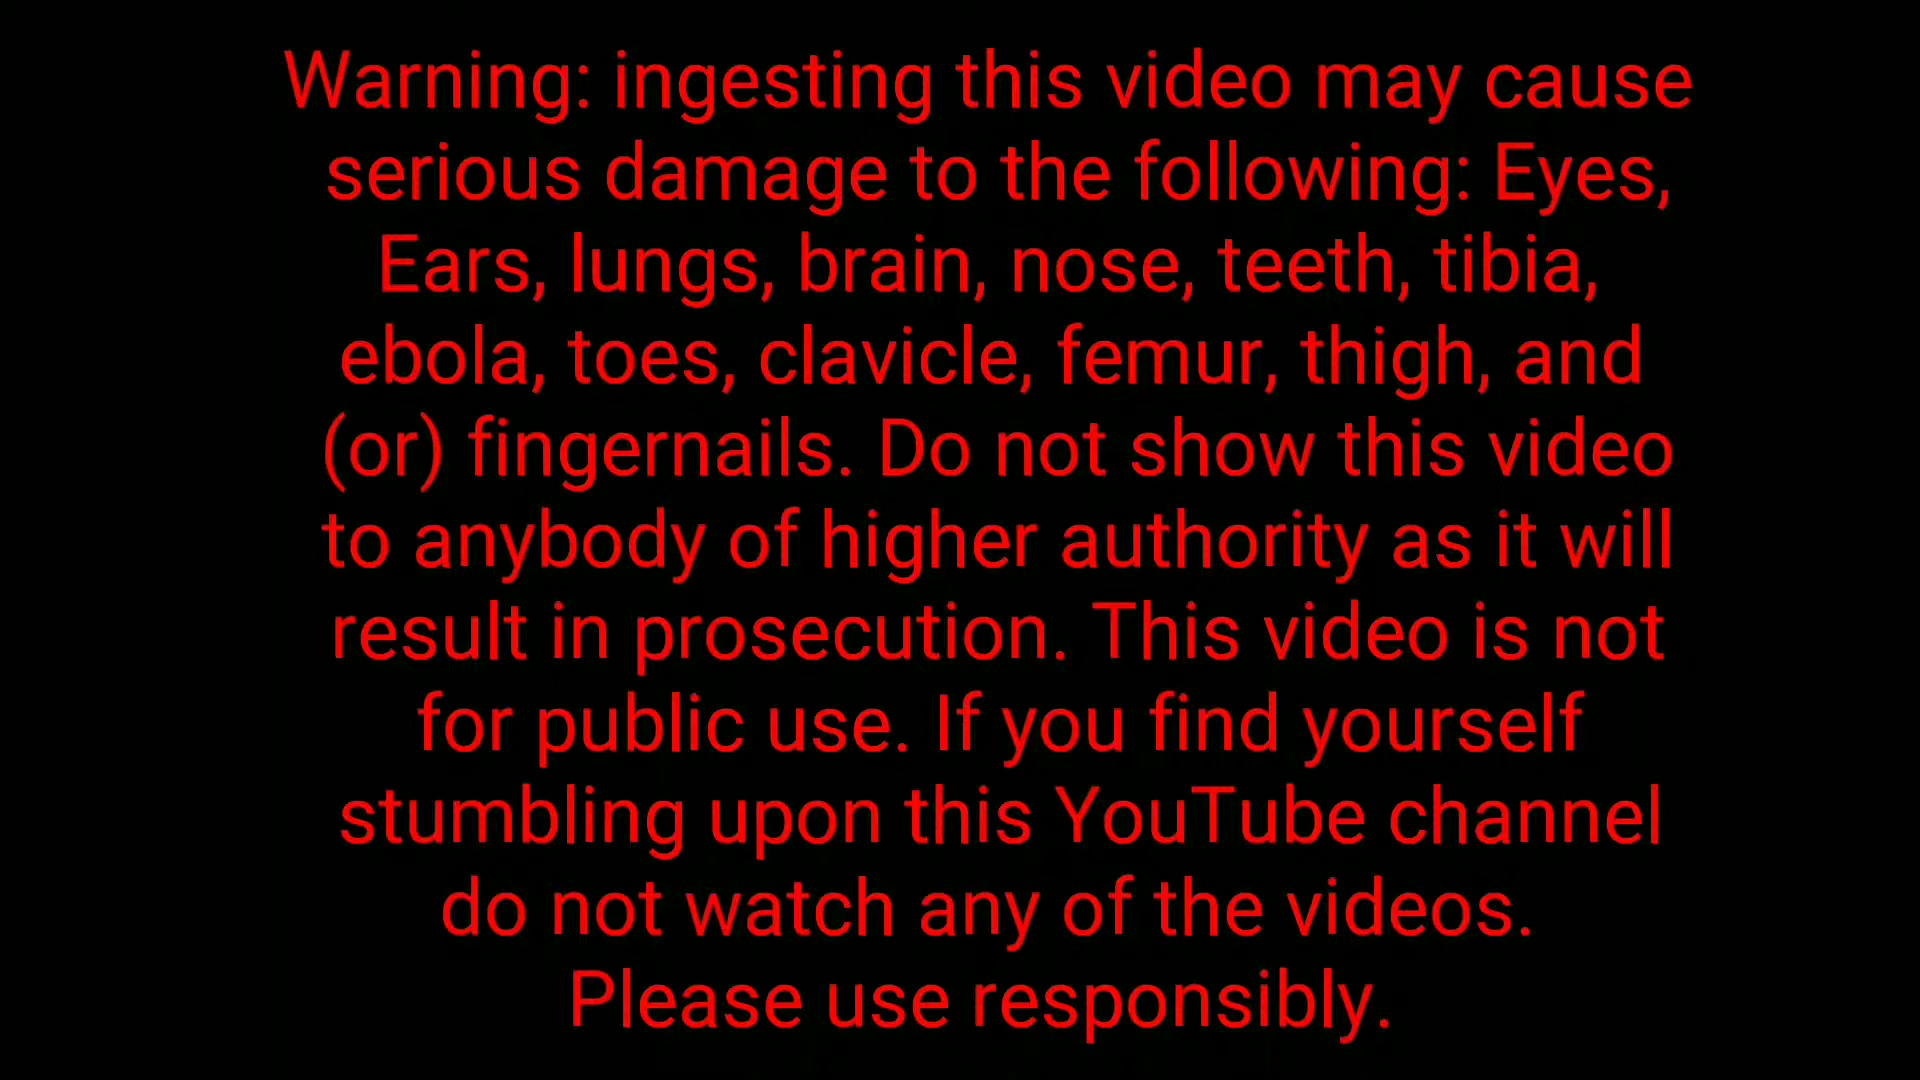 Warning: ingesting this video may cause
serious damage to the following: Eyes,
Ears, lungs, brain, nose, teeth, tibia,
ebola, toes, clavicle, femur, thigh, and
(or) fingernails. Do not show this video
to anybody of higher authority as it will
result in prosecution. This video is not
for public use. If you find yourself
stumbling upon this YouTube channel
do not watch any of the videos.
Please use responsibly.